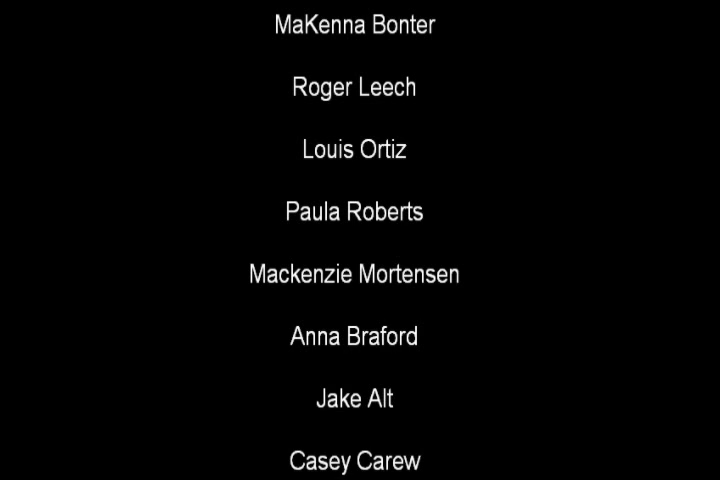 MaKenna Bonter
Roger Leech
Louis Ortiz
Paula Roberts
Mackenzie Mortensen
Anna Braford
Jake Alt
Casey Carew